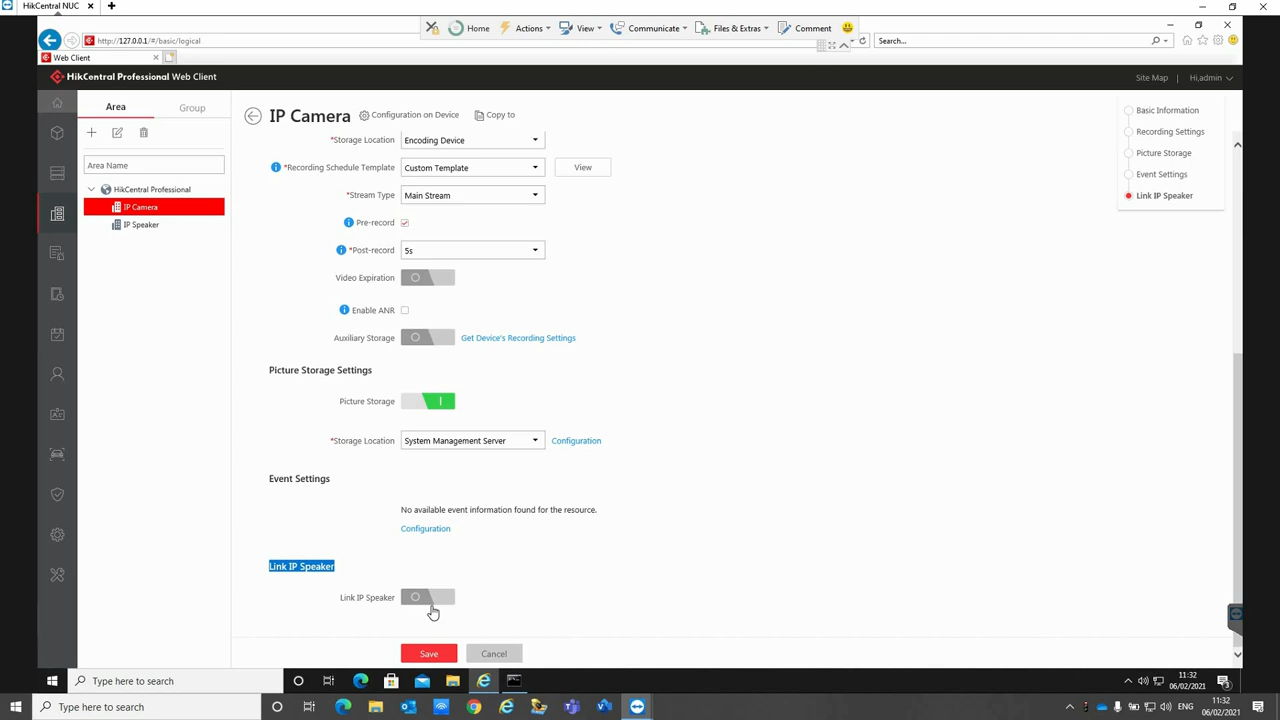 HikCentral NUC
Home Actions View Communicate Files & Extras Comment
http://127.0.0.1/#/basic/logical
Search...
Web Client
HikCentral Professional Web Client
Site Map | Hi,admin
Area
Group
IP Camera
Configuration on Device
Copy to
Basic Information
Recording Settings
Picture Storage
Event Settings
Link IP Speaker
Area Name
HikCentral Professional
IP Camera
IP Speaker
*Storage Location Encoding Device
*Recording Schedule Template Custom Template View
*Stream Type Main Stream
Pre-record
*Post-record 5s
Video Expiration
Enable ANR
Auxiliary Storage Get Device's Recording Settings
Picture Storage Settings
Picture Storage
*Storage Location System Management Server Configuration
Event Settings
No available event information found for the resource.
Configuration
Link IP Speaker
Link IP Speaker
Save Cancel
Type here to search
11:32
06/02/2021
3
Type here to search
11:32
06/02/2021